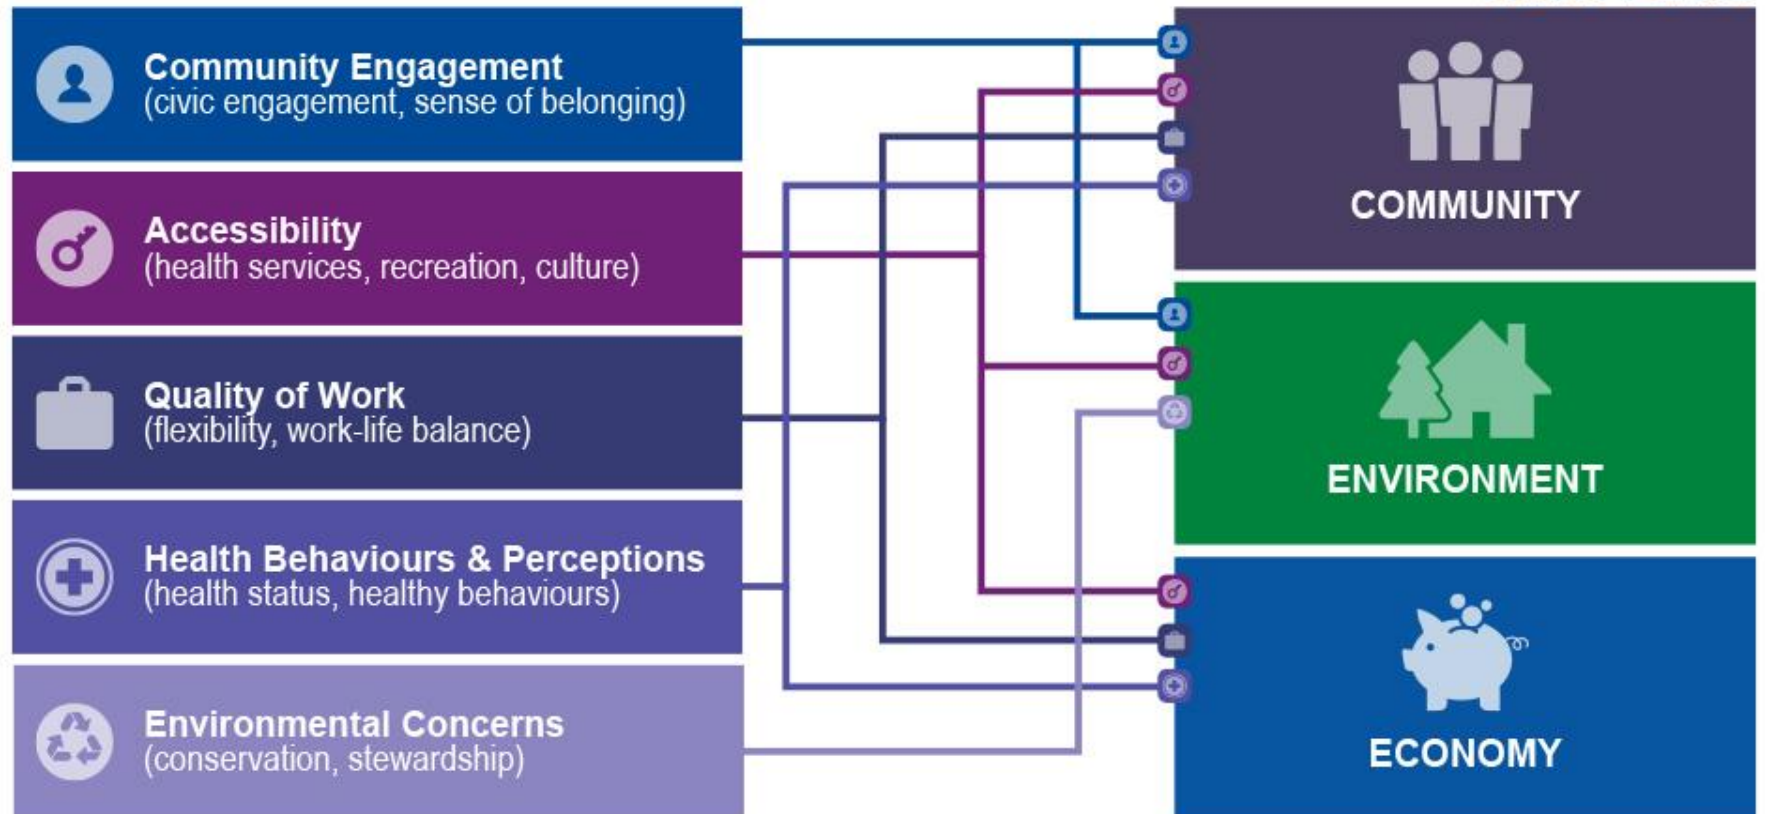 Community Engagement
(civic engagement, sense of belonging)
Accessibility
(health services, recreation, culture)
Quality of Work
(flexibility, work-life balance)
Health Behaviours & Perceptions
(health status, healthy behaviours)
Environmental Concerns
(conservation, stewardship)
COMMUNITY
ENVIRONMENT
ECONOMY